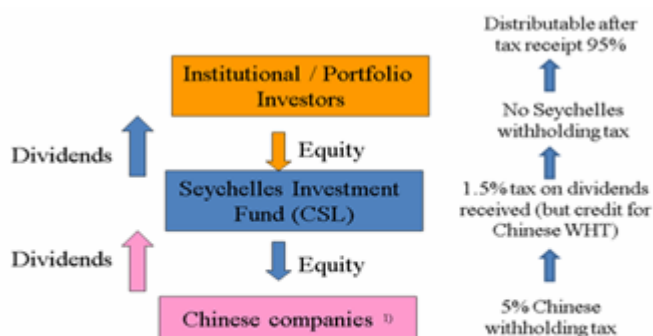 Distributable after
tax receipt 95%
Institutional / Portfolio
Investors
No Seychelles
withholding tax
Dividends
Equity
Seychelles Investment
Fund (CSL)
1.5% tax on dividends
received (but credit for
Chinese WHT)
Dividends
Equity
Chinese companies 1)
5% Chinese
withholding tax